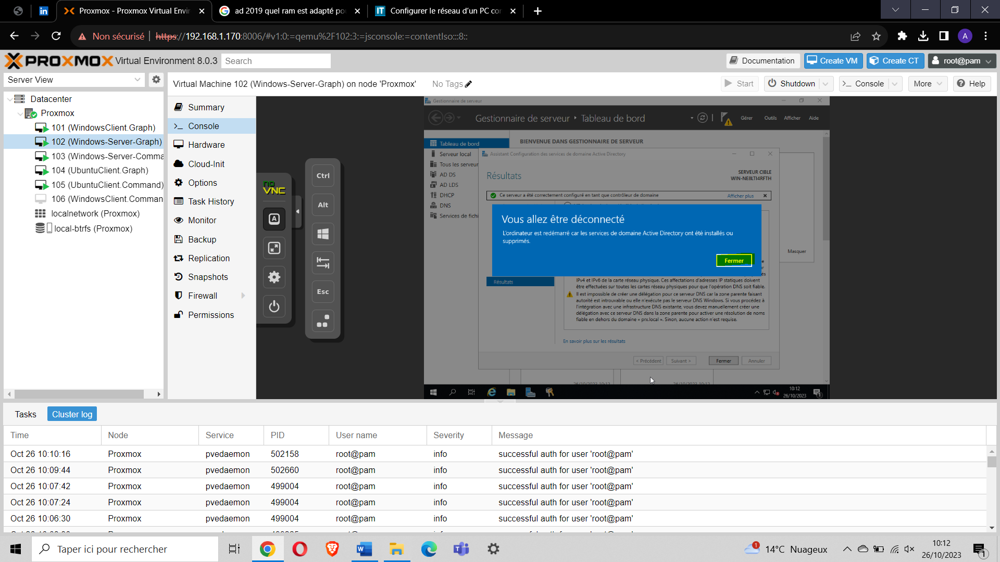 Proxmox - Proxmox Virtual Envir
ad 2019 quel ram est adapté po
Configurer le réseau d'un PC cor
Non sécurisé
https://192.168.1.170:8006/#v1:0:=qemu%2F102:3:=jsconsole:=contentIso:::8::
A
PROXMOX Virtual Environment 8.0.3
Search
Documentation
Create VM
Create CT
root@pam
Server View
Virtual Machine 102 (Windows-Server-Graph) on node 'Proxmox'
No Tags
Start
Shutdown
Console
More
Help
Datacenter
Proxmox
101 (WindowsClient.Graph)
102 (Windows-Server-Graph)
103 (Windows-Server-Comma
104 (UbuntuClient.Graph)
105 (UbuntuClient.Command)
106 (WindowsClient.Comman
localnetwork (Proxmox)
local-btrfs (Proxmox)
Summary
Console
Hardware
Cloud-Init
Options
Task History
Monitor
Backup
Replication
Snapshots
Firewall
Permissions
no
VNC
A
Ctrl
Alt
Esc
Gestionnaire de serveur
Gestionnaire de serveur
Tableau de bord
Gérer
Outils
Afficher
Aide
Tableau de bord
Serveur local
Tous les serveur
AD DS
AD LDS
DHCP
DNS
Services de fichi
BIENVENUE DANS GESTIONNAIRE DE SERVEUR
Assistant Configuration des services de domaine Active Directory
Résultats
SERVEUR CIBLE
WIN-NE8LTI4RFTH
Ce serveur a été correctement configuré en tant que contrôleur de domaine
Afficher plus
Vous allez être déconnecté
L'ordinateur est redémarré car les services de domaine Active Directory ont été installés ou
supprimés.
Fermer
Masquer
Résultats
IPv4 et IPv6 de la carte réseau physique. Ces affectations d'adresses IP statiques doivent
être effectuées sur toutes les cartes réseau physiques pour que l'opération DNS soit fiable.
Il est impossible de créer une délégation pour ce serveur DNS car la zone parente faisant
autorité est introuvable ou elle n'exécute pas le serveur DNS Windows. Si vous procédez à
l'intégration avec une infrastructure DNS existante, vous devez manuellement créer une
délégation avec ce serveur DNS dans la zone parente pour activer une résolution de noms
fiable en dehors du domaine « prx.local ». Sinon, aucune action n'est requise.
En savoir plus sur les résultats
< Précédent
Suivant >
Fermer
Annuler
26/10/2023 10:12
26/10/2023 10:12
10:12
26/10/2023
Tasks
Cluster log
Time Node Service PID User name Severity Message
Oct 26 10:10:16 Proxmox pvedaemon 502158 root@pam info successful auth for user 'root@pam'
Oct 26 10:09:44 Proxmox pvedaemon 502660 root@pam info successful auth for user 'root@pam'
Oct 26 10:07:42 Proxmox pvedaemon 499004 root@pam info successful auth for user 'root@pam'
Oct 26 10:07:24 Proxmox pvedaemon 499004 root@pam info successful auth for user 'root@pam'
Oct 26 10:06:30 Proxmox pvedaemon 499004 root@pam info successful auth for user 'root@pam'
Taper ici pour rechercher
1
14°C Nuageux
10:12
26/10/2023
1